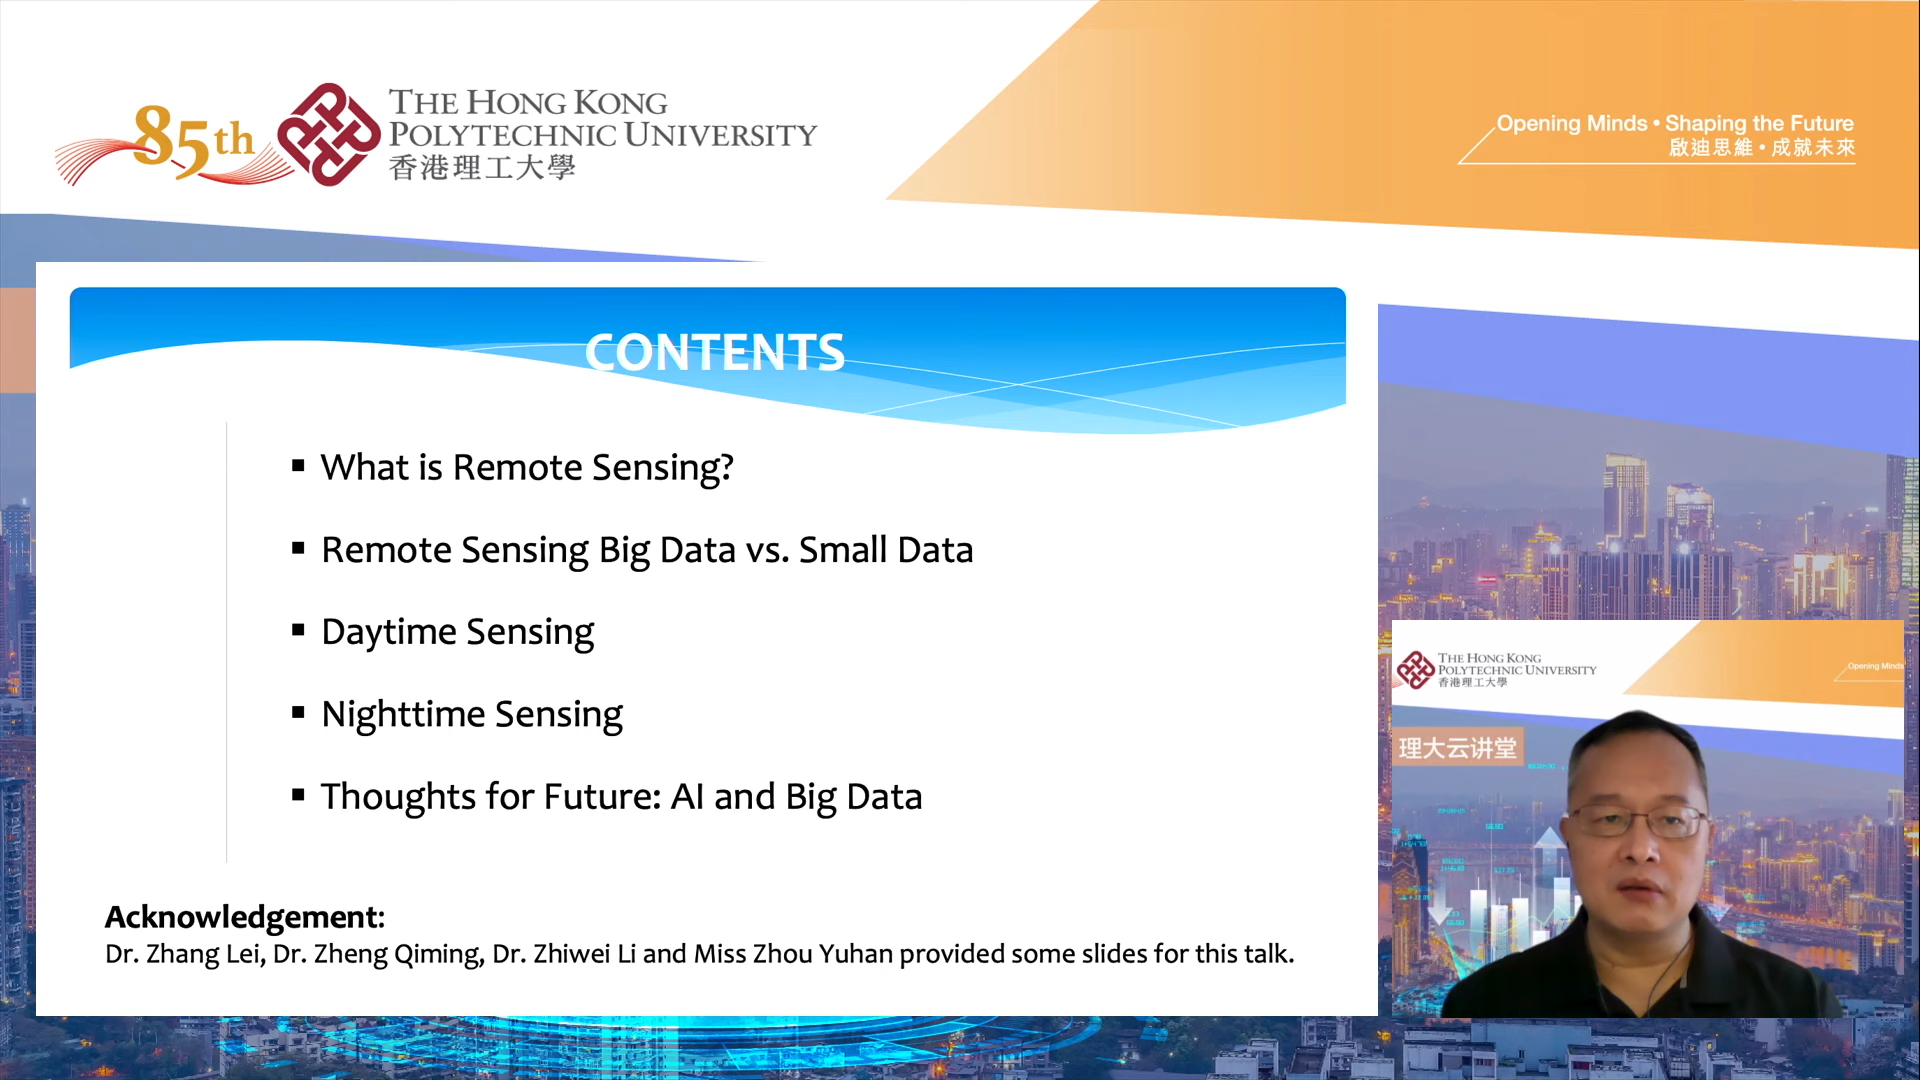 85th
THE HONG KONG
POLYTECHNIC UNIVERSITY
香港理工大學
Opening Minds • Shaping the Future
啟迪思維 • 成就未來
CONTENTS
▪ What is Remote Sensing?
▪ Remote Sensing Big Data vs. Small Data
▪ Daytime Sensing
▪ Nighttime Sensing
▪ Thoughts for Future: AI and Big Data
Acknowledgement:
Dr. Zhang Lei, Dr. Zheng Qiming, Dr. Zhiwei Li and Miss Zhou Yuhan provided some slides for this talk.
THE HONG KONG
POLYTECHNIC UNIVERSITY
香港理工大學
Opening Minds
理大云讲堂